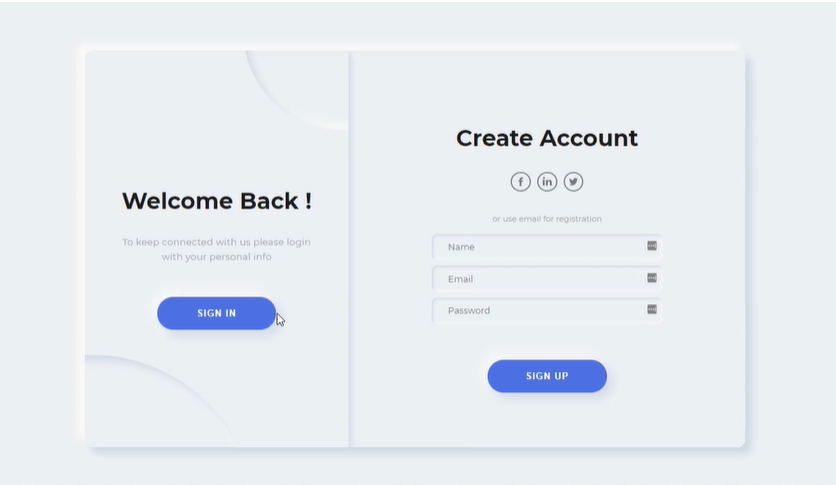 Welcome Back !
To keep connected with us please login
with your personal info
SIGN IN
Create Account
f
in
or use email for registration
Name
Email
Password
SIGN UP